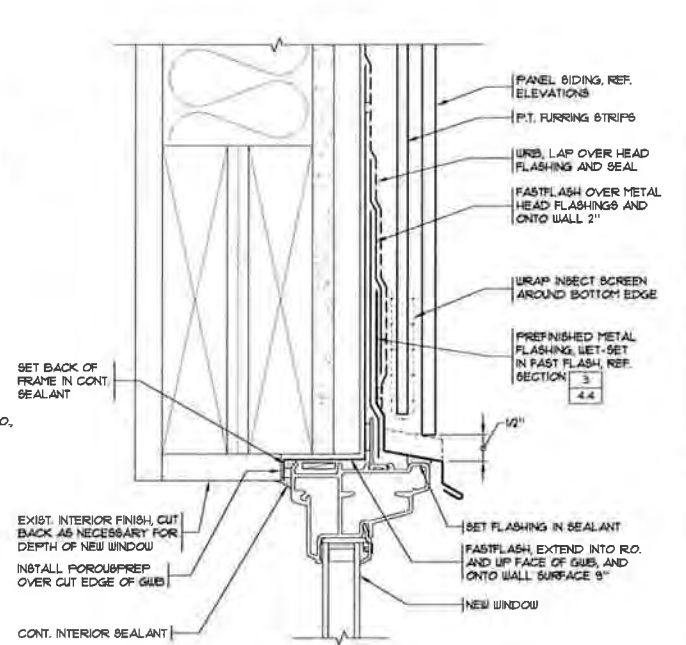 PANEL SIDING, REF.
ELEVATIONS
P.T. FURRING STRIPS
WRB, LAP OVER HEAD
FLASHING AND SEAL
FASTFLASH OVER METAL
HEAD FLASHINGS AND
ONTO WALL 2"
WRAP INSECT SCREEN
AROUND BOTTOM EDGE
PREFINISHED METAL
FLASHING, WET-SET
IN FAST FLASH, REF.
SECTION 3
4.4
1/2"
SET BACK OF
FRAME IN CONT.
SEALANT
O.,
EXIST. INTERIOR FINISH, CUT
BACK AS NECESSARY FOR
DEPTH OF NEW WINDOW
INSTALL POROUSPREP
OVER CUT EDGE OF GWB
CONT. INTERIOR SEALANT
SET FLASHING IN SEALANT
FASTFLASH, EXTEND INTO R.O.
AND UP FACE OF GWB, AND
ONTO WALL SURFACE 9"
NEW WINDOW